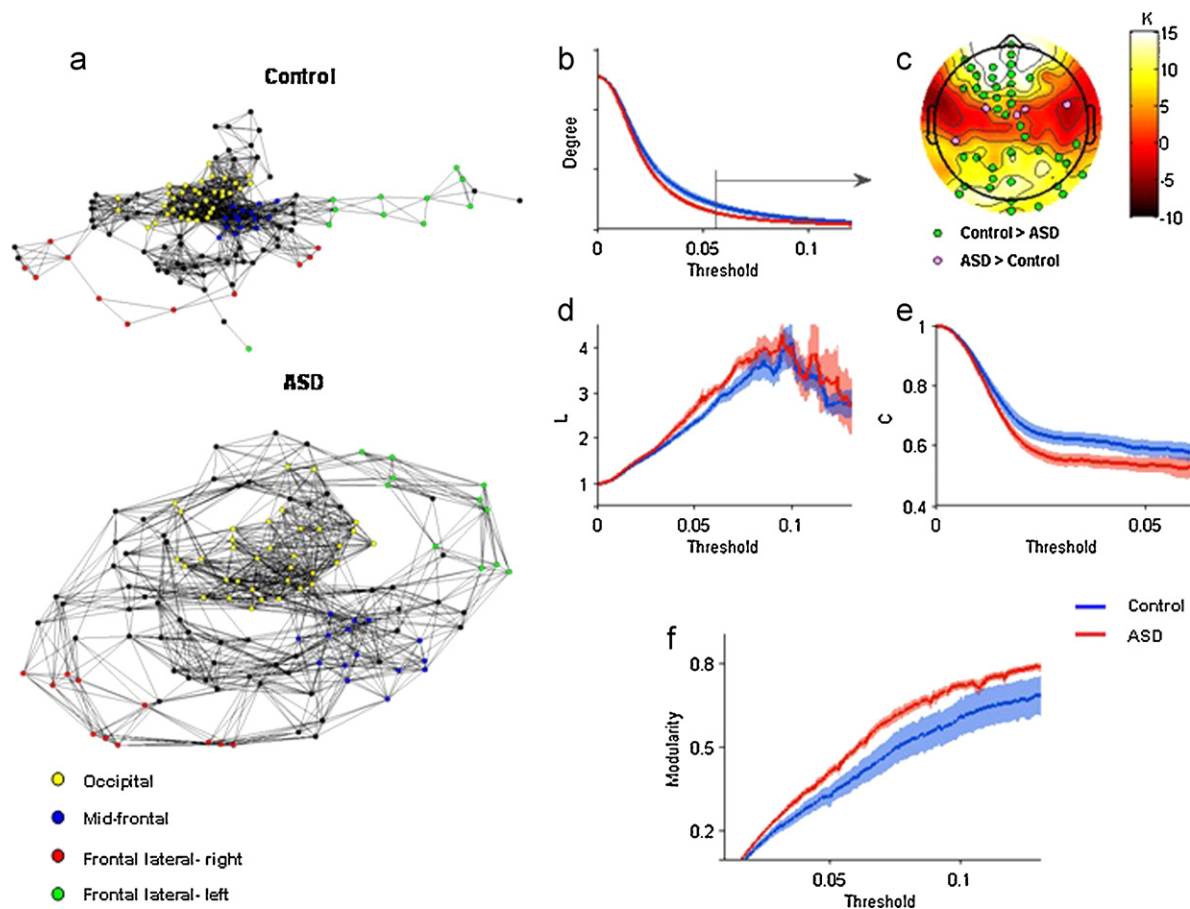 a
Control
ASD
Occipital
Mid-frontal
Frontal lateral- right
Frontal lateral- left
b
Degree
0
0.05
0.1
Threshold
c
K
15
10
5
0
-5
-10
Control > ASD
ASD > Control
d
L
4
3
2
1
0
0.05
0.1
Threshold
e
C
1
0.8
0.6
0.4
0
0.05
Threshold
Control
ASD
f
Modularity
0.8
0.5
0.2
0.05
0.1
Threshold